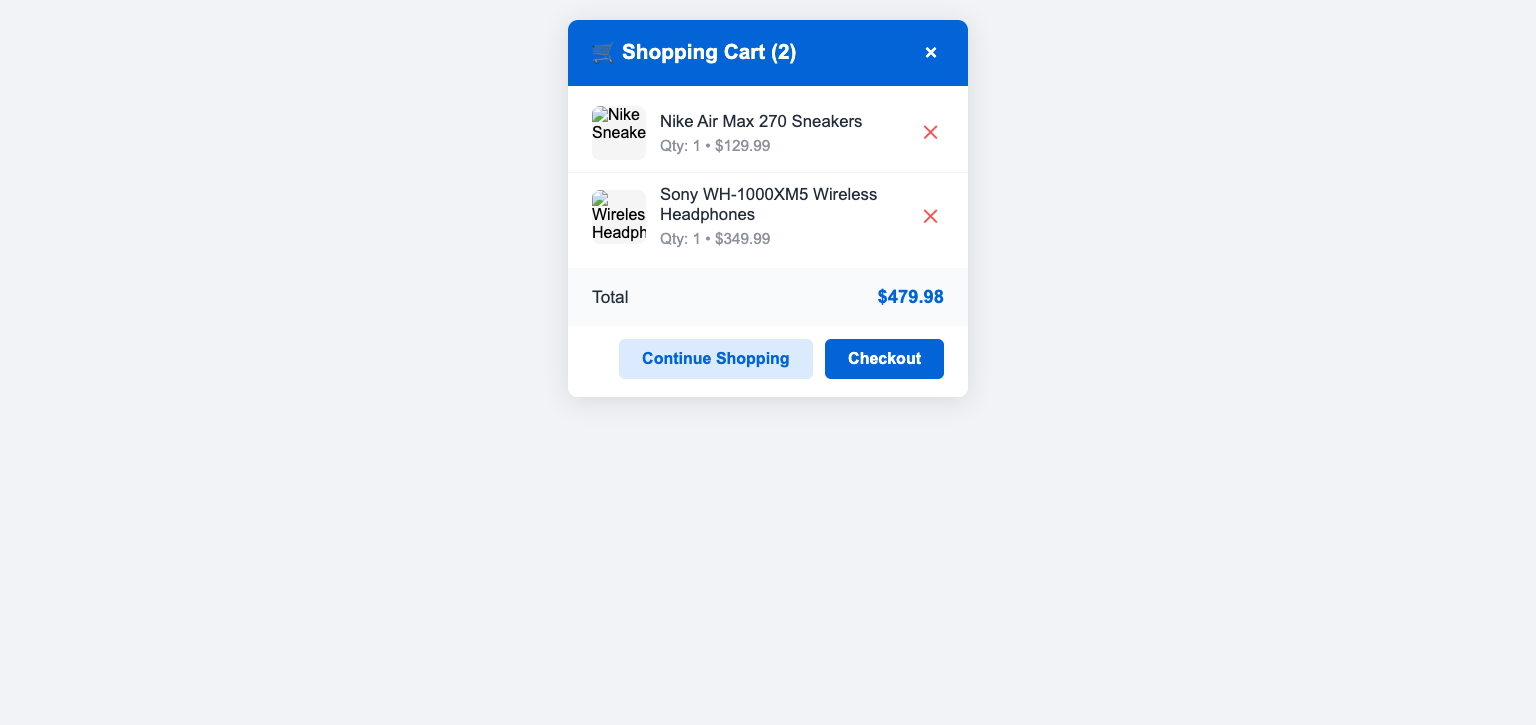 🛒 Shopping Cart (2) ×
Nike
Sneake
Nike Air Max 270 Sneakers
Qty: 1 • $129.99
Wireles
Headph
Sony WH-1000XM5 Wireless
Headphones
Qty: 1 • $349.99
Total $479.98
Continue Shopping Checkout